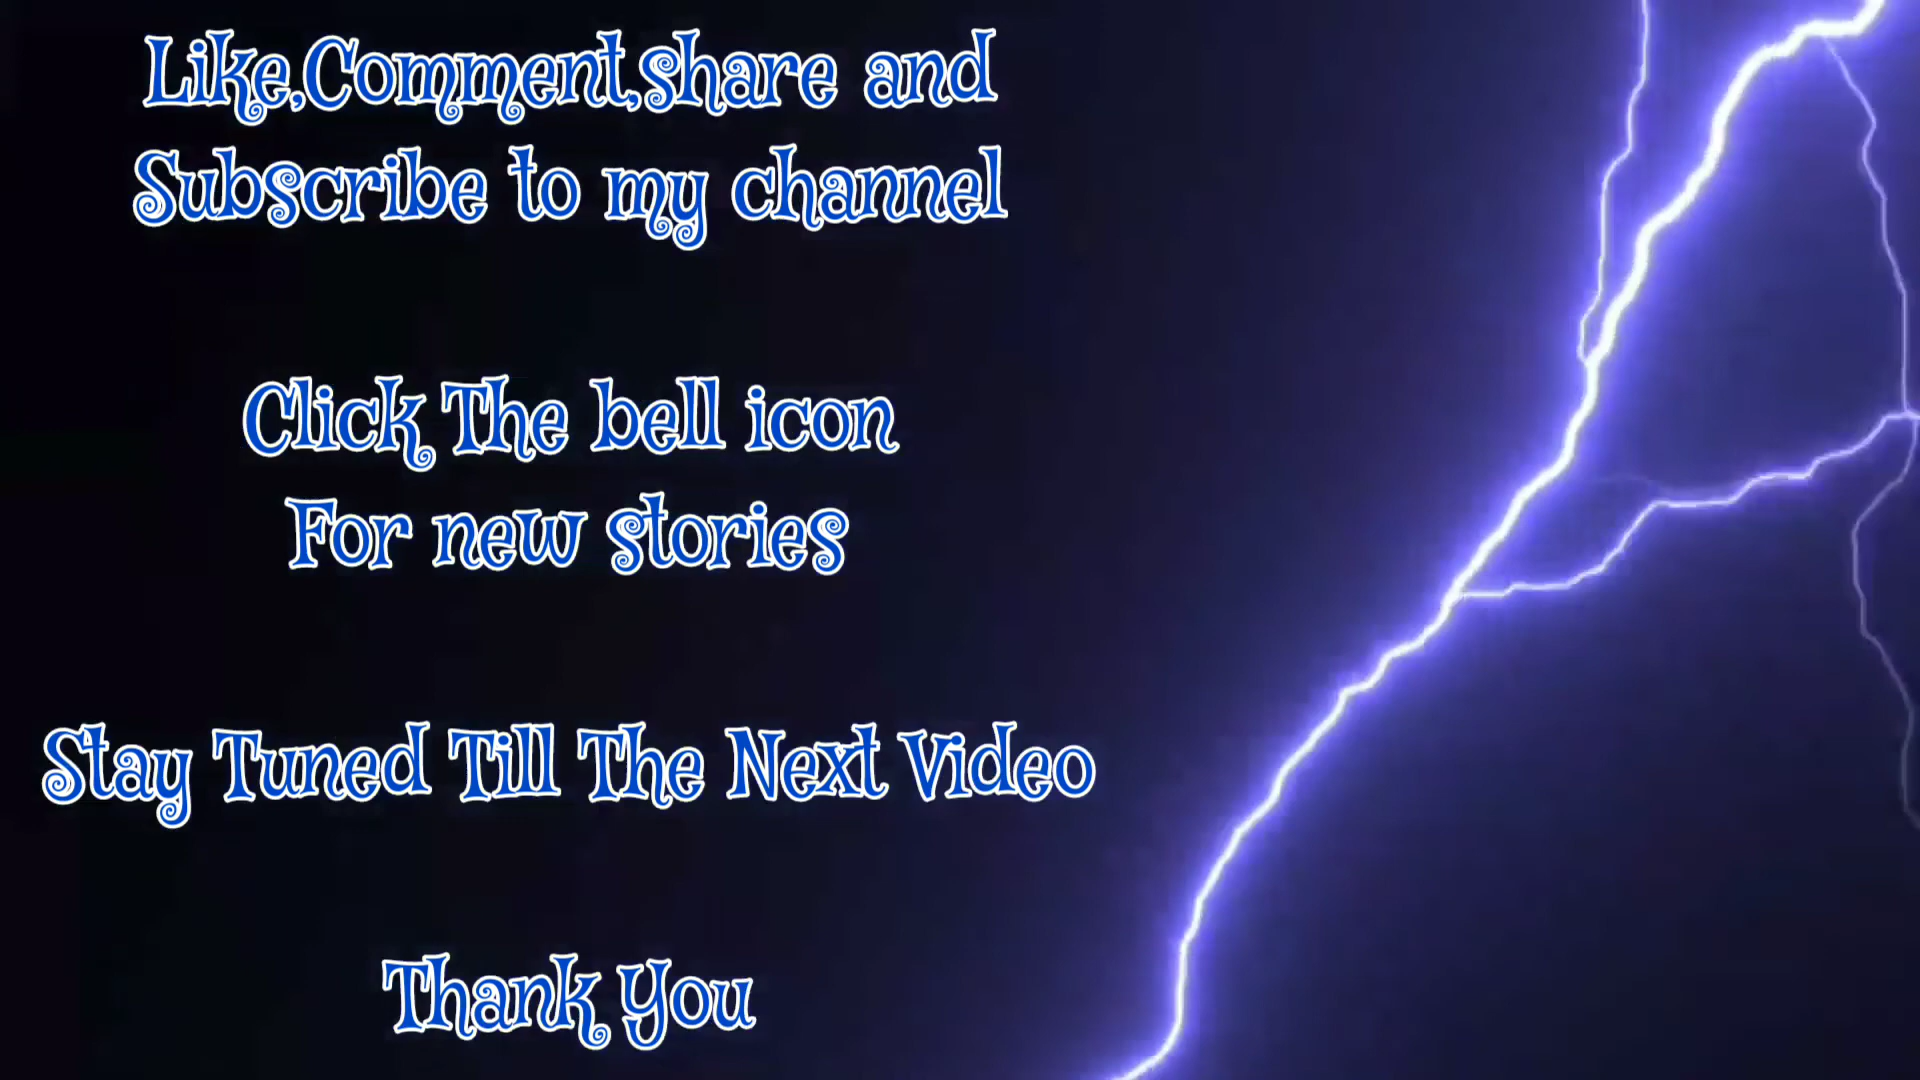 Like,Comment,share and
Subscribe to my channel
Click The bell icon
For new stories
Stay Tuned Till The Next Video
Thank You